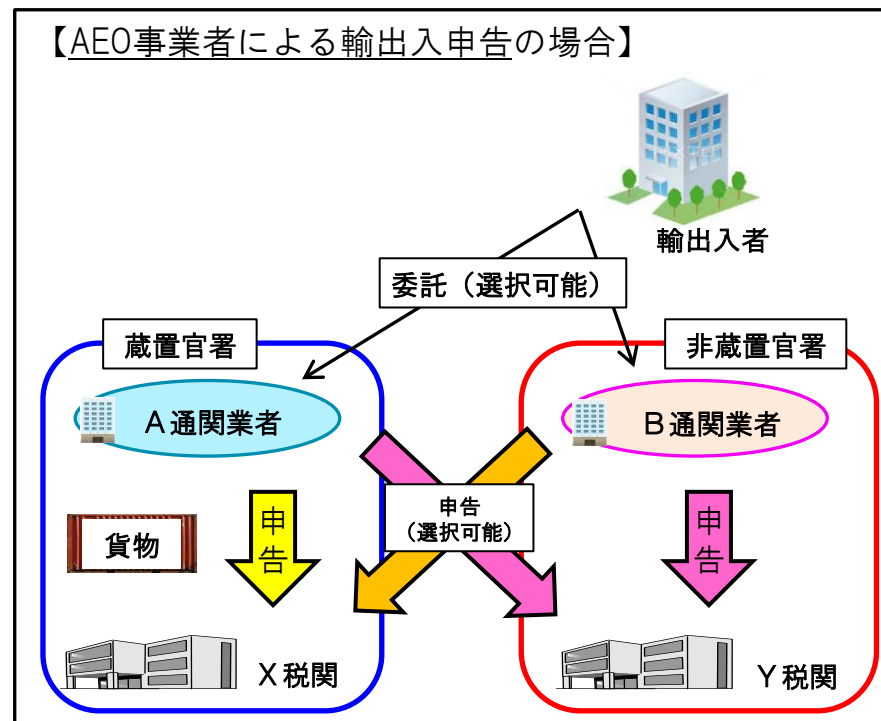 【AEO事業者による輸出入申告の場合】
輸出入者
委託（選択可能）
蔵置官署
非蔵置官署
A通関業者
B通関業者
申告
（選択可能）
貨物
申告
申告
X税関
Y税関